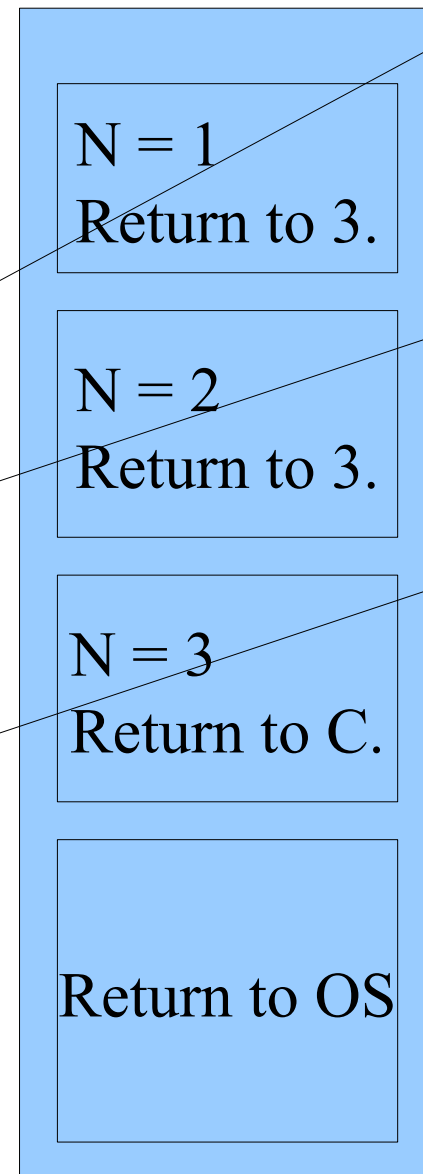 N = 1
Return to 3.
N = 2
Return to 3.
N = 3
Return to C.
Return to OS